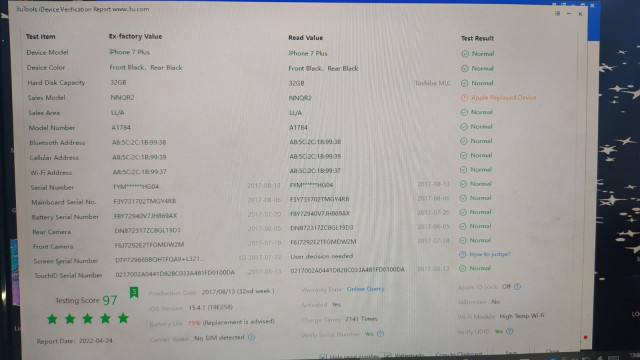 3uTools iDevice Verification Report www.3u.com
Test Item Ex-factory Value Read Value Test Result
Device Model iPhone 7 Plus iPhone 7 Plus Normal
Device Color Front Black, Rear Black Front Black, Rear Black Normal
Hard Disk Capacity 32GB 32GB Toshiba MLC Normal
Sales Model NNQR2 NNQR2 Apple Replaced Device
Sales Area LL/A LL/A Normal
Model Number A1784 A1784 Normal
Bluetooth Address A8:5C:2C:1B:99:38 A8:5C:2C:1B:99:38 Normal
Cellular Address A8:5C:2C:1B:99:39 A8:5C:2C:1B:99:39 Normal
Wi-Fi Address A8:5C:2C:1B:99:37 A8:5C:2C:1B:99:37 Normal
Serial Number FYM******HG04 2017-08-13 FYM******HG04 2017-08-13 Normal
Mainboard Serial No. F3Y731702TMGY4RB 2017-08-06 F3Y731702TMGY4RB 2017-08-06 Normal
Battery Serial Number F8Y72940V7JH869AX 2017-07-20 F8Y72940V7JH869AX 2017-07-20 Normal
Rear Camera DN872317ZC8GL19D3 2017-06-05 DN872317ZC8GL19D3 2017-06-05 Normal
Front Camera F6J7292E2TFGMDW2M 2017-07-18 F6J7292E2TFGMDW2M 2017-07-18 Normal
Screen Serial Number 2017-07-22 User decision needed How to judge?
TouchID Serial Number 2017-08-13 2017-08-13 Normal
Testing Score 97 Production Date 2017/08/13 (32nd week) Warranty Date Online Query Apple ID Lock Off
iOS Version 15.4.1 (19E258) Activated Yes Jailbroken No
Battery Life 79% (Replacement is advised) Charge Times 2141 Times Wi-Fi Module High Temp Wi-Fi
Report Date: 2022-04-24 Carrier Status No SIM detected Verify Serial Number Yes Verify UDID Yes
Hide serial number Watermark